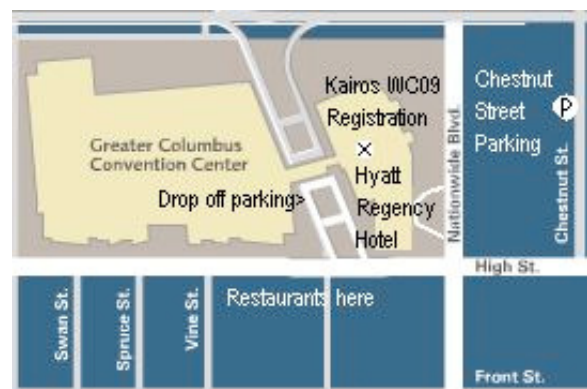 Kairos WC09
Registration
Greater Columbus
Convention Center
Drop off parking>
Hyatt
Regency
Hotel
Nationwide Blvd.
Chestnut
Street
Parking
P
Chestnut St.
High St.
Swan St.
Spruce St.
Vine St.
Restaurants here
Front St.